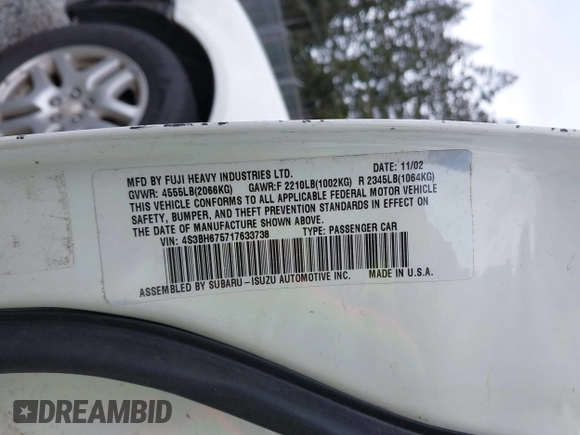 MFD BY FUJI HEAVY INDUSTRIES LTD. DATE: 11/02
GVWR: 4555LB(2066KG) GAWR:F 2210LB(1002KG) R 2345LB(1064KG)
THIS VEHICLE CONFORMS TO ALL APPLICABLE FEDERAL MOTOR VEHICLE
SAFETY, BUMPER, AND THEFT PREVENTION STANDARDS IN EFFECT ON
THE DATE OF MANUFACTURE SHOWN ABOVE.
VIN: 4S3BH675717633738 TYPE: PASSENGER CAR
ASSEMBLED BY SUBARU-ISUZU AUTOMOTIVE INC. MADE IN U.S.A.
DREAMBID